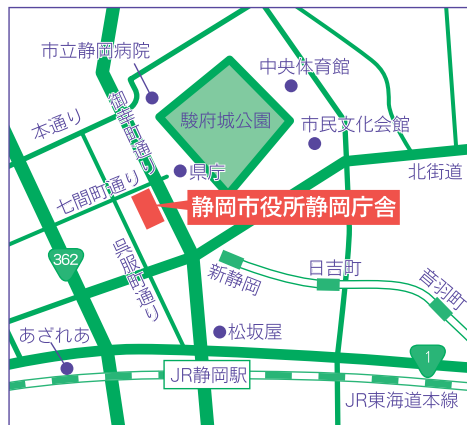 市立静岡病院
中央体育館
御幸町通り
本通り
駿府城公園
市民文化会館
県庁
北街道
七間町通り
静岡市役所静岡庁舎
呉服町通り
362
新静岡
日吉町
音羽町
松坂屋
あざれあ
1
JR静岡駅
JR東海道本線